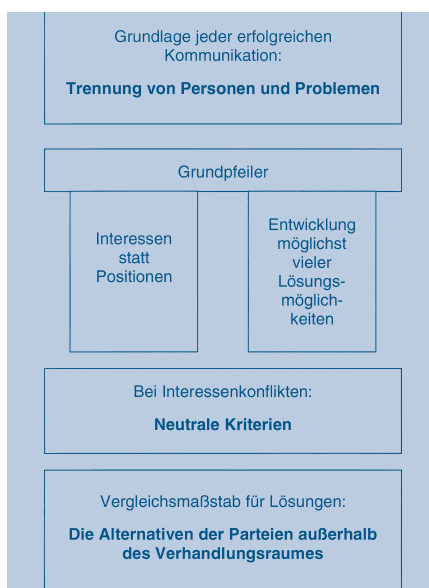 Grundlage jeder erfolgreichen
Kommunikation:
Trennung von Personen und Problemen
Grundpfeiler
Interessen
statt
Positionen
Entwicklung
möglichst
vieler
Lösungs-
möglich-
keiten
Bei Interessenkonflikten:
Neutrale Kriterien
Vergleichsmaßstab für Lösungen:
Die Alternativen der Parteien außerhalb
des Verhandlungsraumes